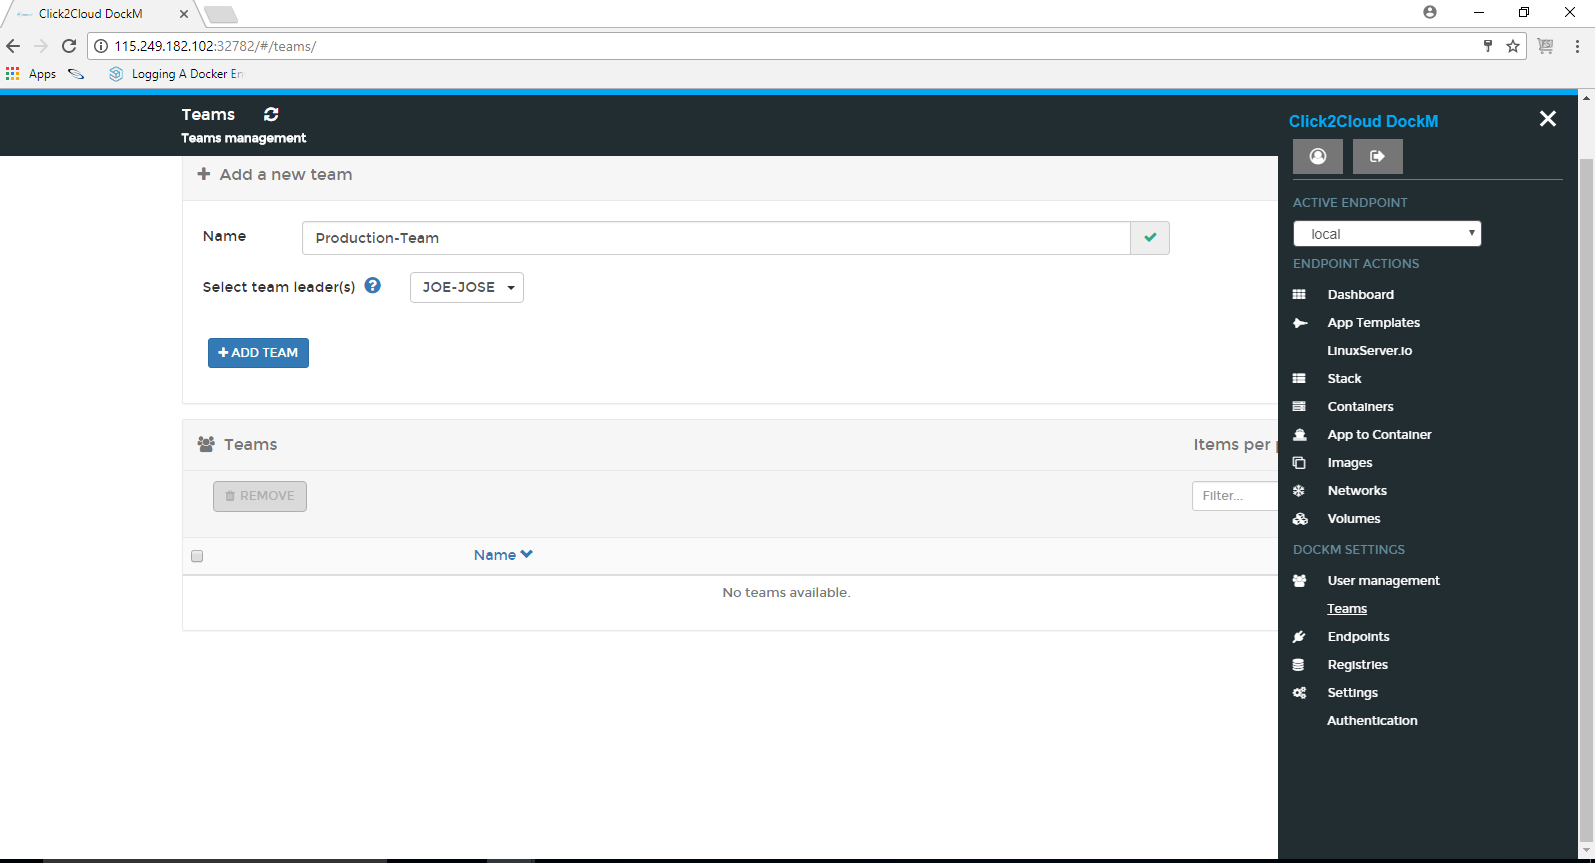 Click2Cloud DockM
115.249.182.102:32782/#/teams/
Apps
Logging A Docker En
Teams
Teams management
Add a new team
Name
Production-Team
Select team leader(s)
JOE-JOSE
ADD TEAM
Teams
Items per
REMOVE
Filter...
Name
No teams available.
Click2Cloud DockM
ACTIVE ENDPOINT
local
ENDPOINT ACTIONS
Dashboard
App Templates
LinuxServer.io
Stack
Containers
App to Container
Images
Networks
Volumes
DOCKM SETTINGS
User management
Teams
Endpoints
Registries
Settings
Authentication